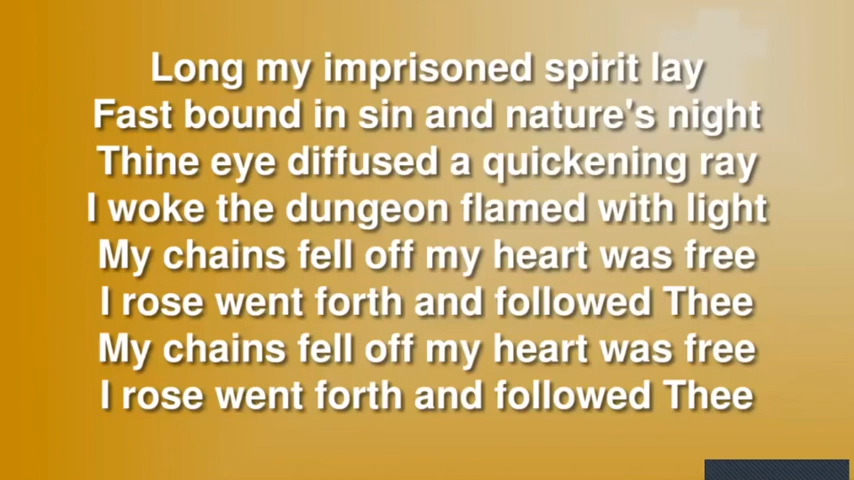 Long my imprisoned spirit lay
Fast bound in sin and nature's night
Thine eye diffused a quickening ray
I woke the dungeon flamed with light
My chains fell off my heart was free
I rose went forth and followed Thee
My chains fell off my heart was free
I rose went forth and followed Thee